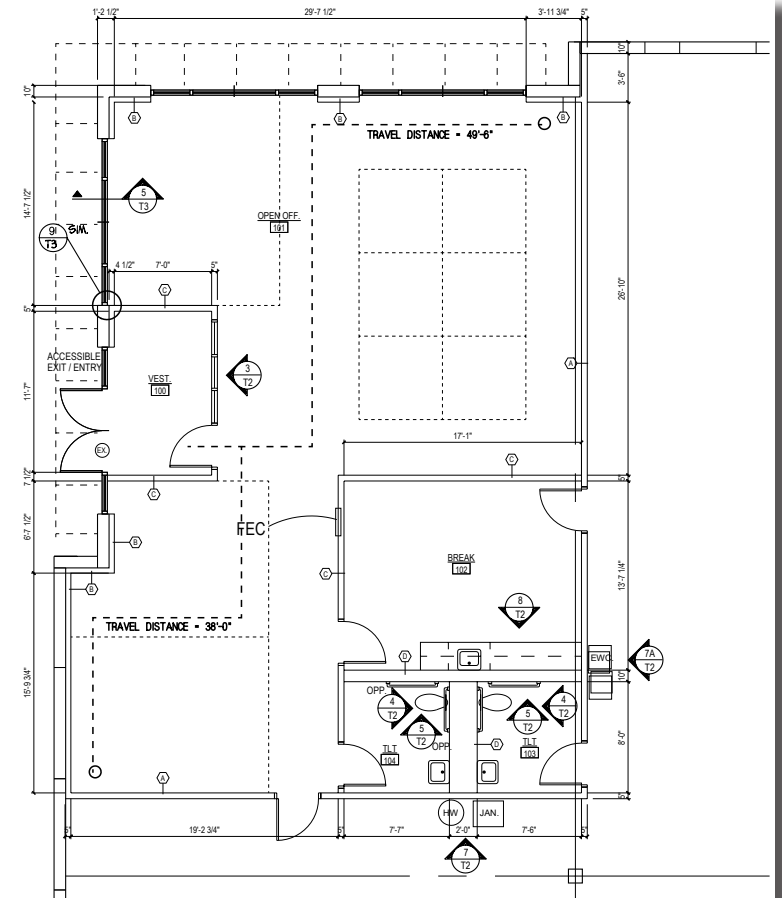 1'-2 1/2"
29'-7 1/2"
3'-11 3/4"
5"
10"
3'-6"
10"
B
B
B
TRAVEL DISTANCE = 49'-6"
14'-7 1/2"
5
T3
OPEN OFF.
101
9
T3
SIM.
4 1/2"
7'-0"
5"
C
26'-10"
5"
ACCESSIBLE
EXIT / ENTRY
VEST.
100
3
T2
A
11'-7"
17'-1"
EX.
C
C
7 1/2"
5"
FEC
6'-7 1/2"
B
BREAK
102
C
13'-7 1/4"
B
8
T2
TRAVEL DISTANCE = 38'-0"
D
EWC
7A
T2
10"
OPP.
4
T2
5
T2
OPP.
5
T2
4
T2
15'-9 3/4"
TLT.
104
D
TLT.
103
8'-0"
A
5"
HW
JAN.
5"
19'-2 3/4"
5"
7'-7"
2'-0"
7'-6"
5"
7
T2